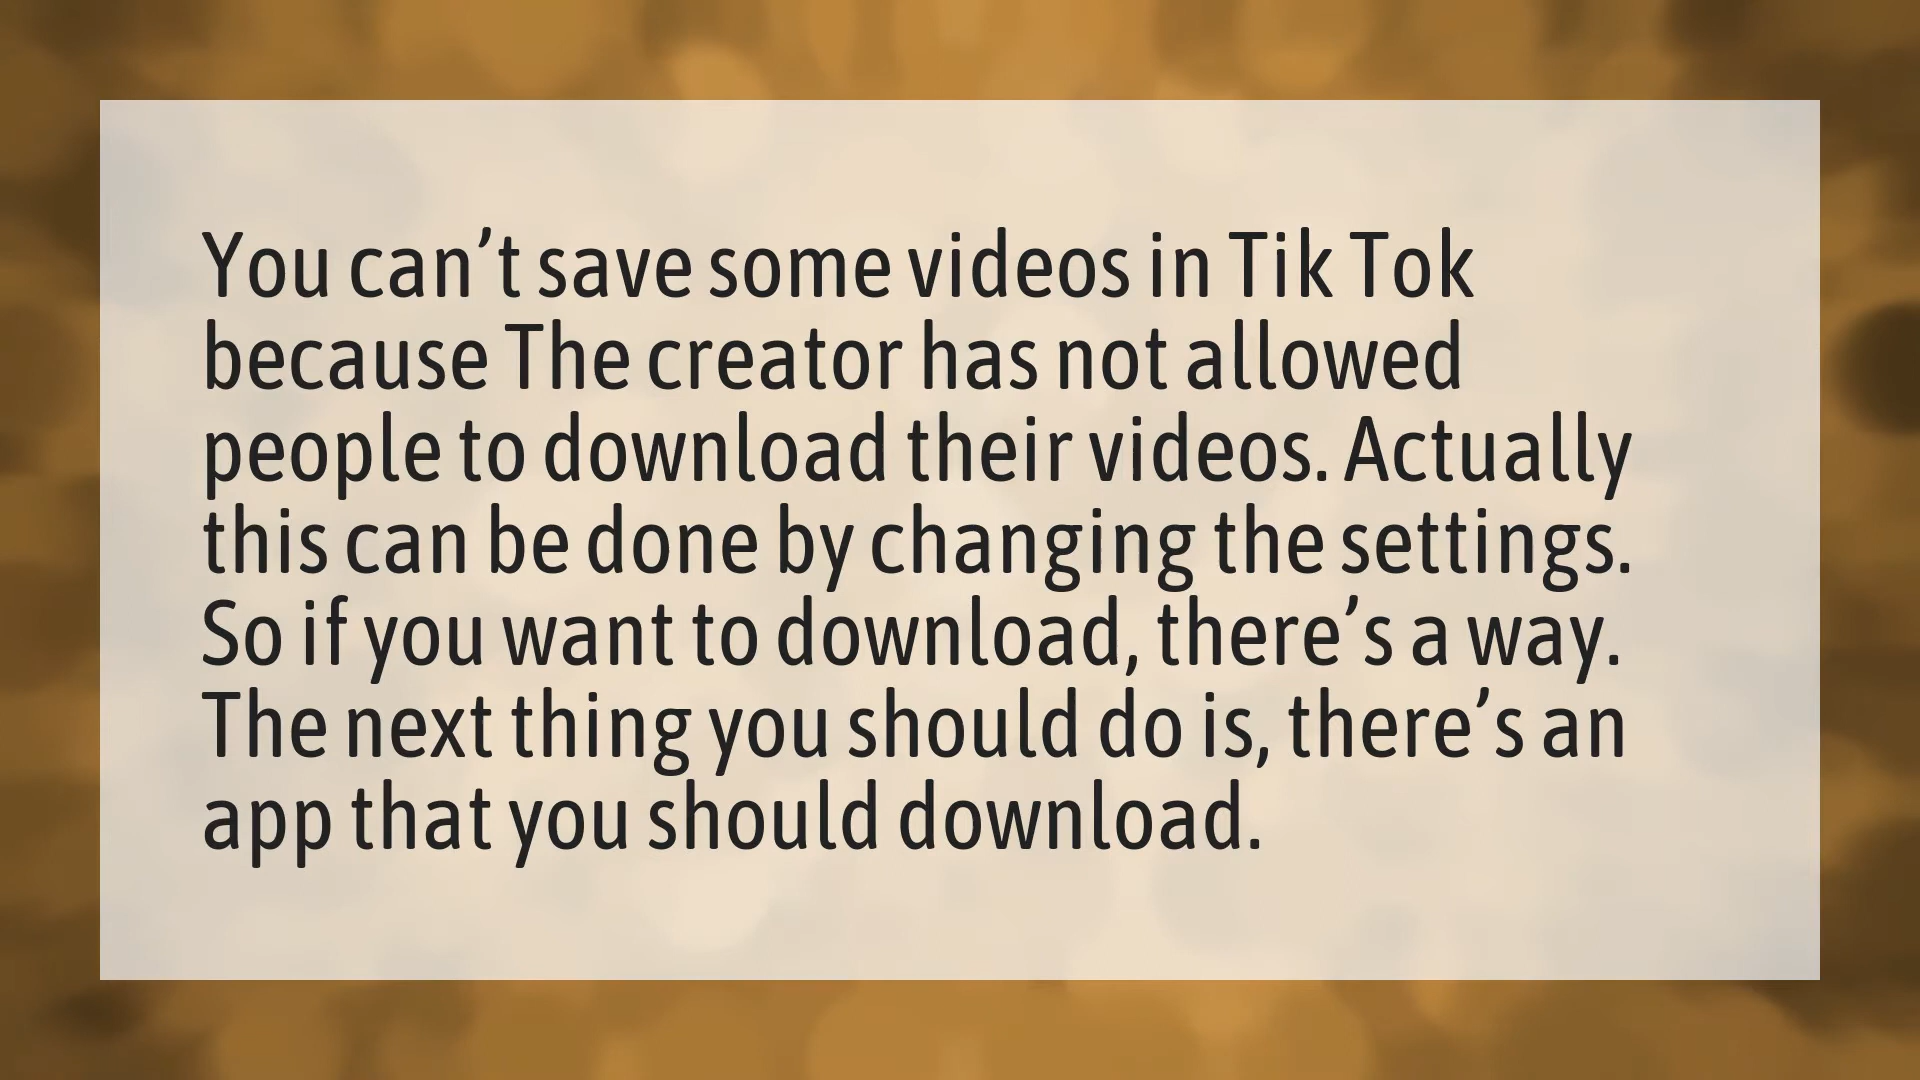 You can’t save some videos in Tik Tok
because The creator has not allowed
people to download their videos. Actually
this can be done by changing the settings.
So if you want to download, there’s a way.
The next thing you should do is, there’s an
app that you should download.